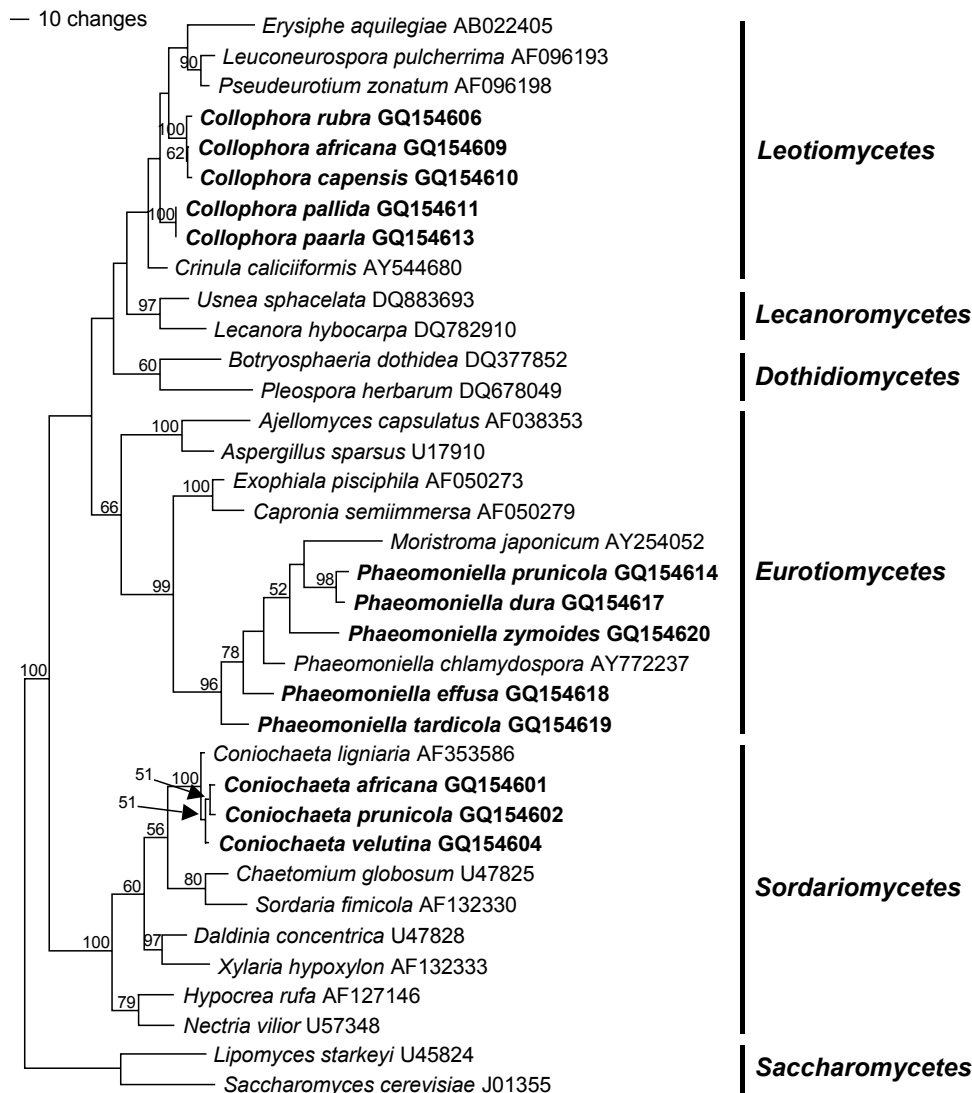 10 changes
Erysiphe aquilegiae AB022405
Leuconeurospora pulcherrima AF096193
90
Pseudeurotium zonatum AF096198
Collophora rubra GQ154606
100
Collophora africana GQ154609
62
Collophora capensis GQ154610
Leotiomycetes
Collophora pallida GQ154611
100
Collophora paarla GQ154613
Crinula caliciiformis AY544680
Usnea sphacelata DQ883693
97
Lecanora hybocarpa DQ782910
Lecanoromycetes
Botryosphaeria dothidea DQ377852
60
Pleospora herbarum DQ678049
Dothidiomycetes
Ajellomyces capsulatus AF038353
100
Aspergillus sparsus U17910
66
Exophiala pisciphila AF050273
100
Capronia semiimmersa AF050279
99
Moristroma japonicum AY254052
Phaeomoniella prunicola GQ154614
98
Phaeomoniella dura GQ154617
52
Phaeomoniella zymoides GQ154620
Eurotiomycetes
Phaeomoniella chlamydospora AY772237
78
Phaeomoniella effusa GQ154618
96
Phaeomoniella tardicola GQ154619
100
Coniochaeta ligniaria AF353586
100
51
Coniochaeta africana GQ154601
51
Coniochaeta prunicola GQ154602
Coniochaeta velutina GQ154604
56
Chaetomium globosum U47825
80
Sordaria fimicola AF132330
60
Sordariomycetes
Daldinia concentrica U47828
97
Xylaria hypoxylon AF132333
100
Hypocrea rufa AF127146
79
Nectria vilior U57348
Lipomyces starkeyi U45824
Saccharomyces cerevisiae J01355
Saccharomycetes